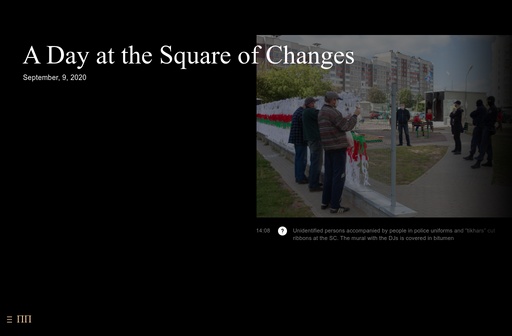 A Day at the Square of Changes
September, 9, 2020
14:08
?
Unidentified persons accompanied by people in police uniforms and "tikhars" cut
ribbons at the SC. The mural with the DJs is covered in bitumen
ПП